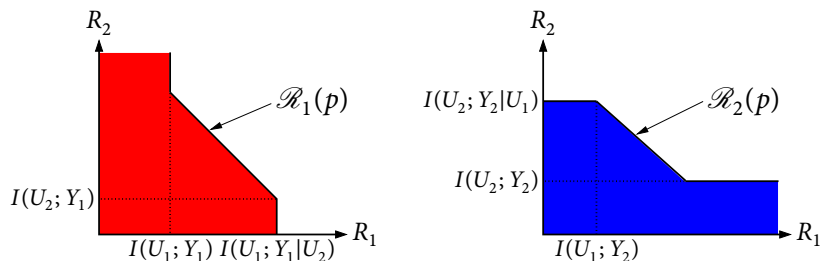 R₂
ℛ₁(p)
I(U₂; Y₁)
I(U₁; Y₁) I(U₁; Y₁|U₂)
R₁
R₂
I(U₂; Y₂|U₁)
ℛ₂(p)
I(U₂; Y₂)
I(U₁; Y₂)
R₁